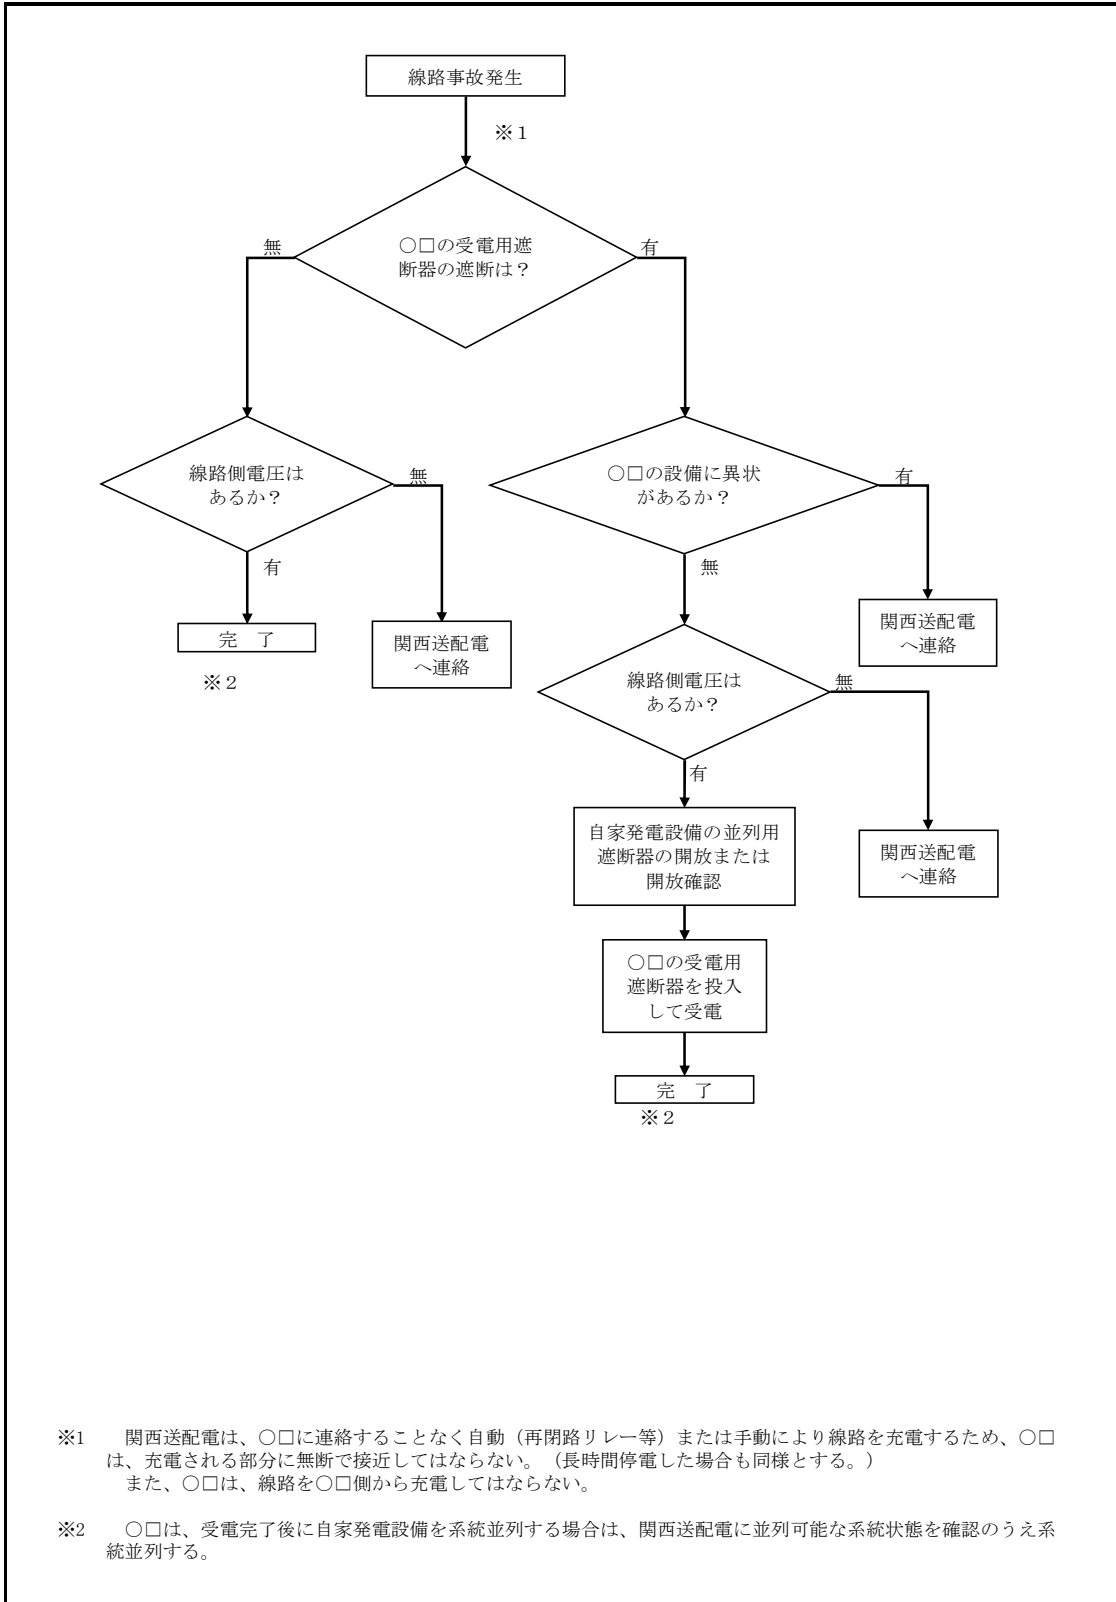 線路事故発生
※１
無
○□の受電用遮
断器の遮断は？
有
線路側電圧は
あるか？
無
○□の設備に異状
があるか？
有
有
無
完　了
※２
関西送配電
へ連絡
関西送配電
へ連絡
線路側電圧は
あるか？
無
有
自家発電設備の並列用
遮断器の開放または
開放確認
関西送配電
へ連絡
○□の受電用
遮断器を投入
して受電
完　了
※２
※1　関西送配電は、○□に連絡することなく自動（再閉路リレー等）または手動により線路を充電するため、○□
は、充電される部分に無断で接近してはならない。（長時間停電した場合も同様とする。）
また、○□は、線路を○□側から充電してはならない。
※2　○□は、受電完了後に自家発電設備を系統並列する場合は、関西送配電に並列可能な系統状態を確認のうえ系
統並列する。